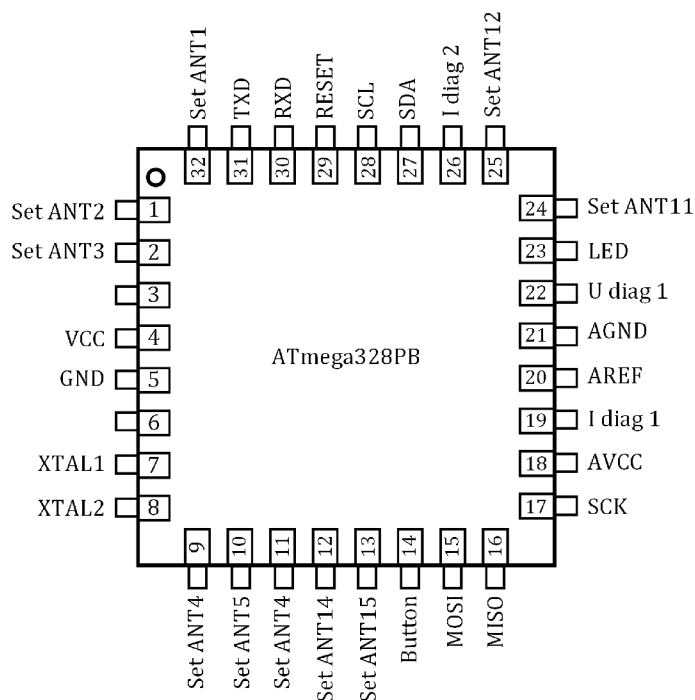 Set ANT1
TXD
RXD
RESET
SCL
SDA
I diag 2
Set ANT12
32
31
30
29
28
27
26
25
Set ANT2 1
Set ANT3 2
3
VCC 4
GND 5
6
XTAL1 7
XTAL2 8
ATmega328PB
24 Set ANT11
23 LED
22 U diag 1
21 AGND
20 AREF
19 I diag 1
18 AVCC
17 SCK
9
10
11
12
13
14
15
16
Set ANT4
Set ANT5
Set ANT4
Set ANT14
Set ANT15
Button
MOSI
MISO